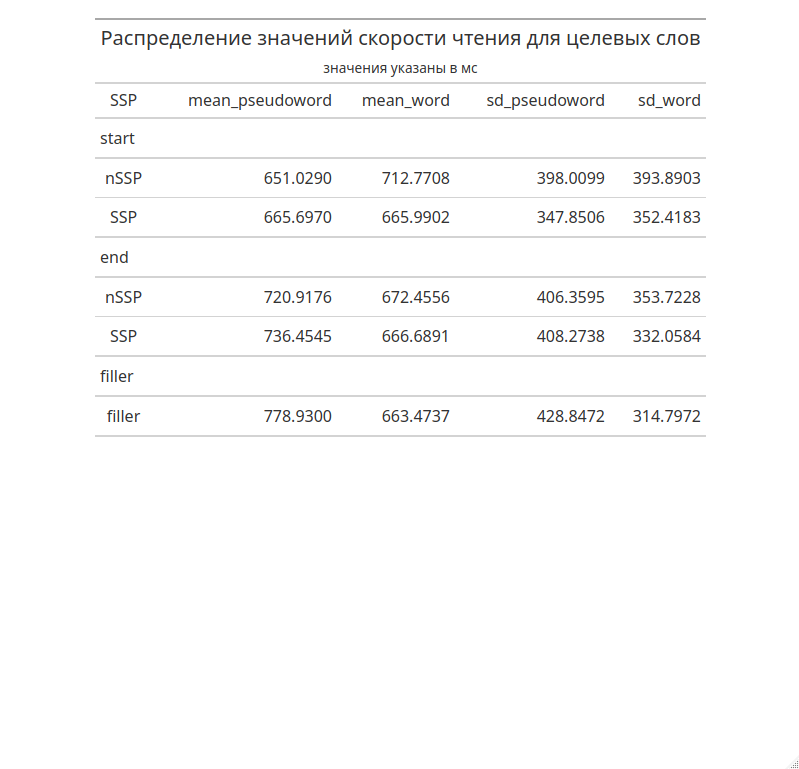 Распределение значений скорости чтения для целевых слов
значения указаны в мс
SSP mean_pseudoword mean_word sd_pseudoword sd_word
start
nSSP 651.0290 712.7708 398.0099 393.8903
SSP 665.6970 665.9902 347.8506 352.4183
end
nSSP 720.9176 672.4556 406.3595 353.7228
SSP 736.4545 666.6891 408.2738 332.0584
filler
filler 778.9300 663.4737 428.8472 314.7972